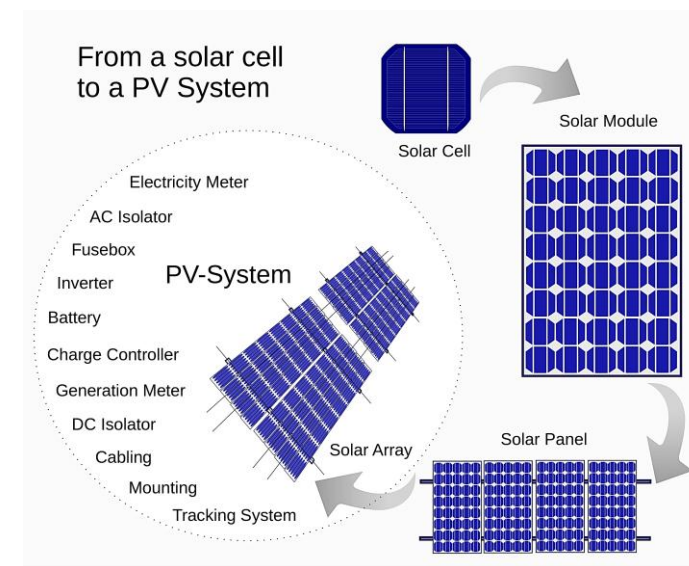 From a solar cell
to a PV System
Solar Cell
Solar Module
Electricity Meter
AC Isolator
Fusebox
PV-System
Inverter
Battery
Charge Controller
Generation Meter
DC Isolator
Cabling
Mounting
Tracking System
Solar Array
Solar Panel